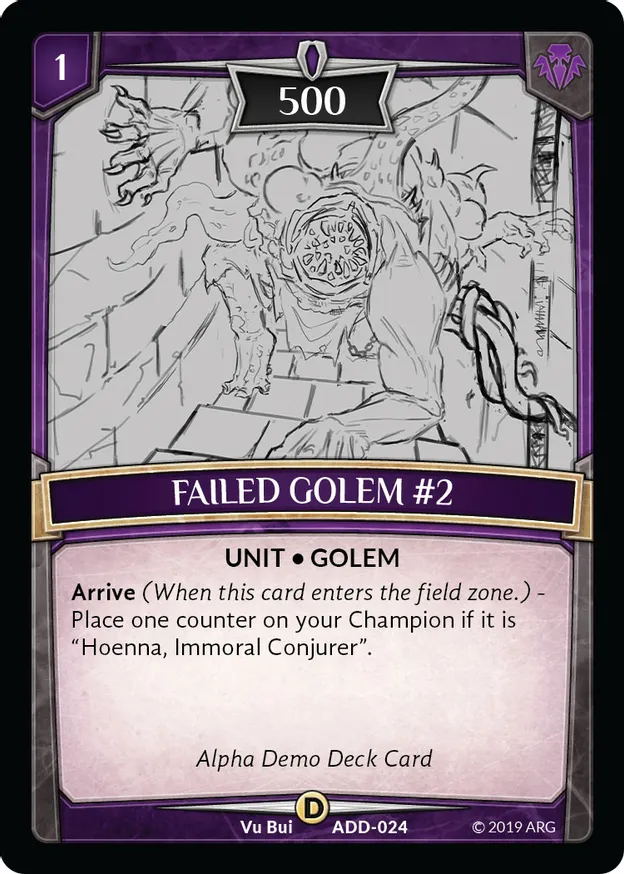 1
500
FAILED GOLEM #2
UNIT • GOLEM
Arrive (When this card enters the field zone.) -
Place one counter on your Champion if it is
“Hoenna, Immoral Conjurer”.
Alpha Demo Deck Card
D
Vu Bui ADD-024 © 2019 ARG